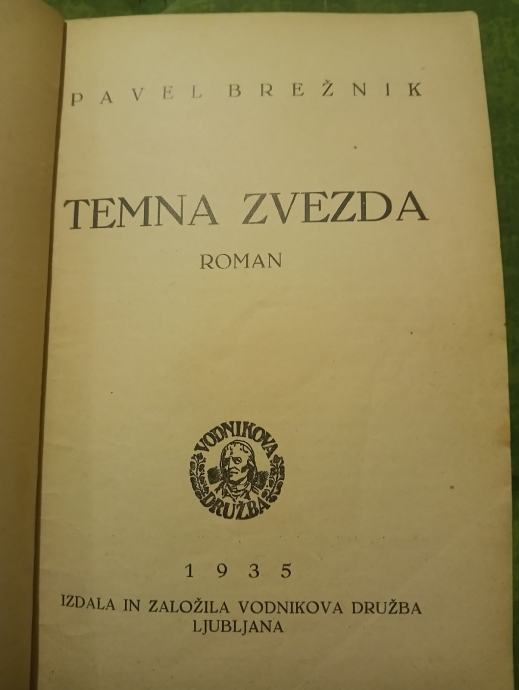 PAVEL BREŽNIK
TEMNA ZVEZDA
ROMAN
VODNIKOVA
DRUŽBA
1935
IZDALA IN ZALOŽILA VODNIKOVA DRUŽBA
LJUBLJANA